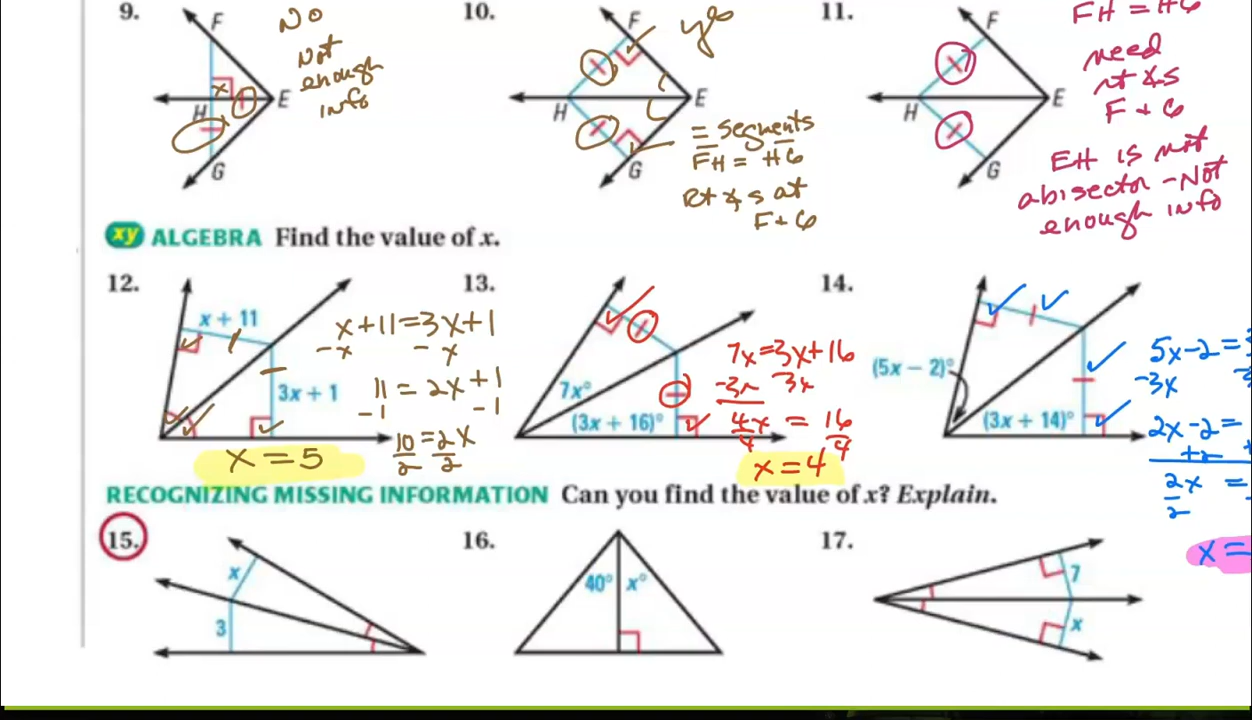 9.
F
H
E
G
x
No
Not
enough
info
10.
F
H
E
G
yes
= segments
FH = HG
Rt ∡s at
F + G
11.
F
H
E
G
FH = HG
need
rt ∡s
F + G
EH is not
a bisector - Not
enough info
xy ALGEBRA Find the value of x.
12.
x + 11
3x + 1
x+11=3x+1
-x -x
11 = 2x+1
-1 -1
10 = 2x
2 2
x = 5
13.
7x°
(3x + 16)°
7x=3x+16
-3x 3x
4x = 16
4 4
x = 4
14.
(5x − 2)°
(3x + 14)°
5x-2=3
-3x
2x-2=
+2
2x =
2
x =
RECOGNIZING MISSING INFORMATION Can you find the value of x? Explain.
15.
x
3
16.
40° x°
17.
7
x